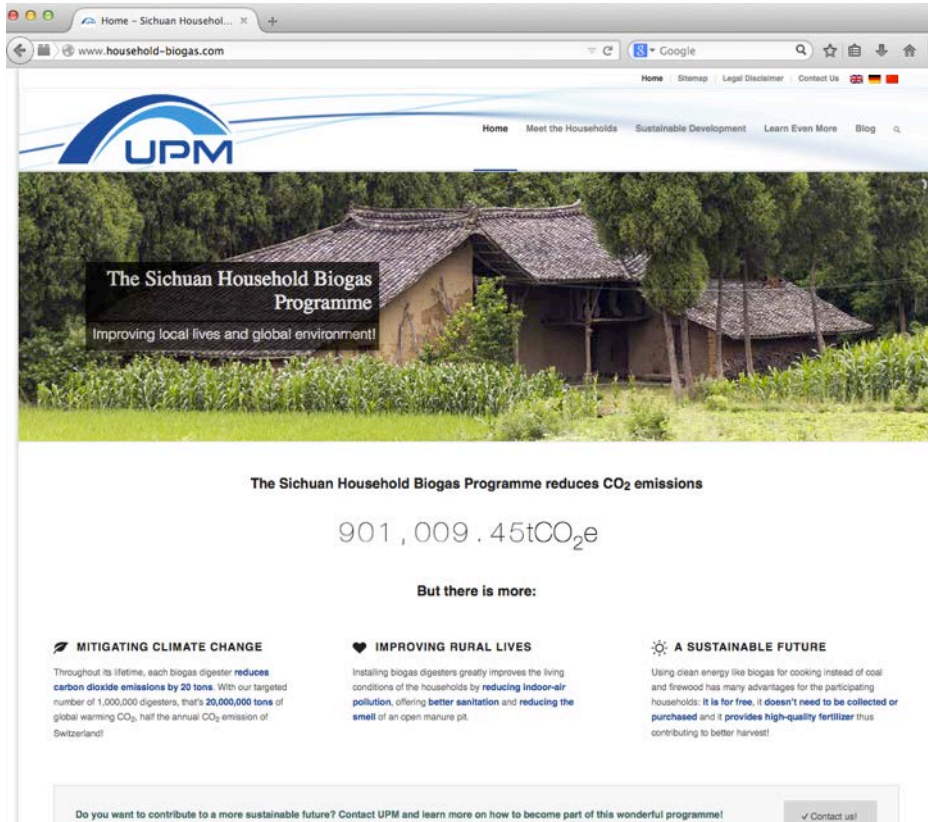 Home – Sichuan Househol...
www.household-biogas.com
Google
Home | Sitemap | Legal Disclaimer | Contact Us
UPM
Home Meet the Households Sustainable Development Learn Even More Blog
The Sichuan Household Biogas
Programme
Improving local lives and global environment!
The Sichuan Household Biogas Programme reduces CO₂ emissions
901,009.45tCO₂e
But there is more:
MITIGATING CLIMATE CHANGE
Throughout its lifetime, each biogas digester reduces
carbon dioxide emissions by 20 tons. With our targeted
number of 1,000,000 digesters, that's 20,000,000 tons of
global warming CO₂, half the annual CO₂ emission of
Switzerland!
IMPROVING RURAL LIVES
Installing biogas digesters greatly improves the living
conditions of the households by reducing indoor-air
pollution, offering better sanitation and reducing the
smell of an open manure pit.
A SUSTAINABLE FUTURE
Using clean energy like biogas for cooking instead of coal
and firewood has many advantages for the participating
households: it is for free, it doesn't need to be collected or
purchased and it provides high-quality fertilizer thus
contributing to better harvest!
Do you want to contribute to a more sustainable future? Contact UPM and learn more on how to become part of this wonderful programme!
✓ Contact us!